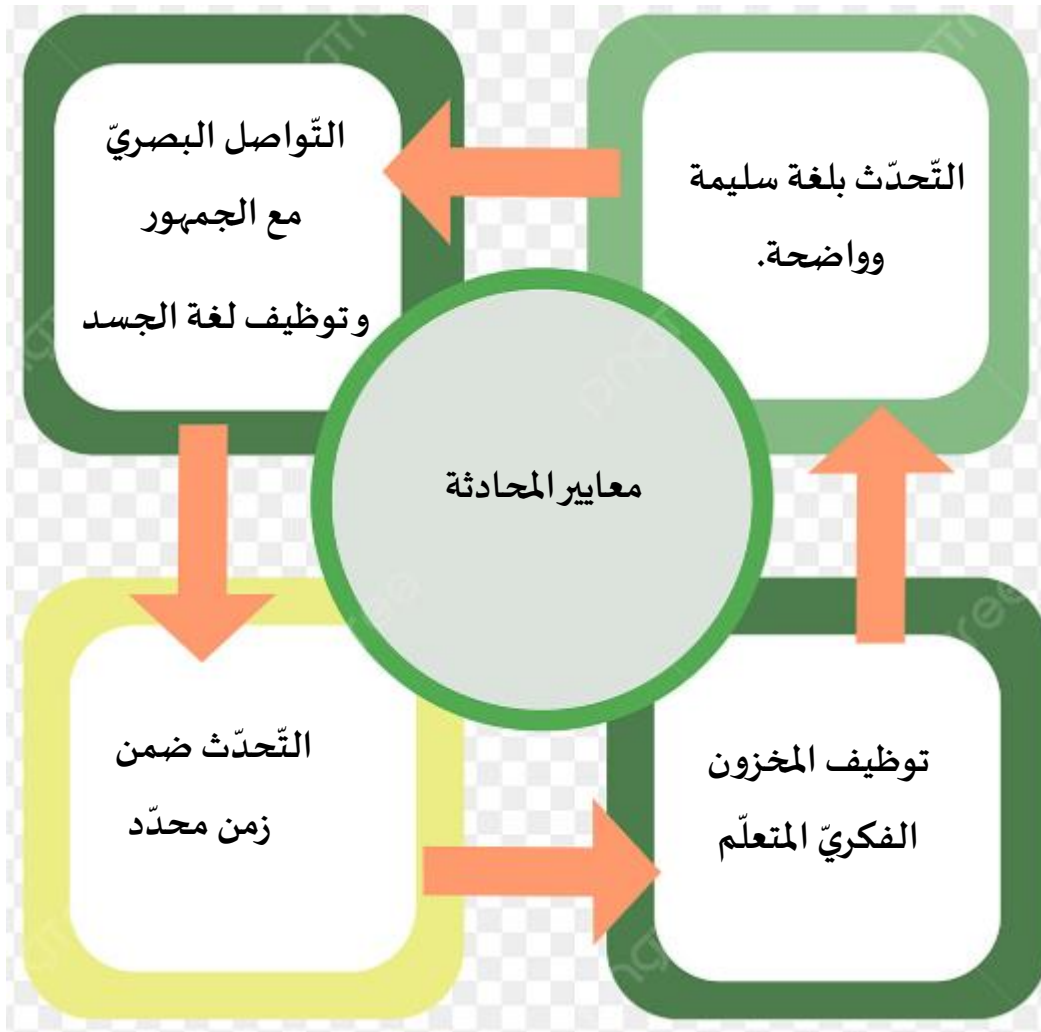 التّحدّث بلغة سليمة
وواضحة.
التّواصل البصريّ
مع الجمهور
وتوظيف لغة الجسد
معايير المحادثة
التّحدّث ضمن
زمن محدّد
توظيف المخزون
الفكريّ المتعلّم